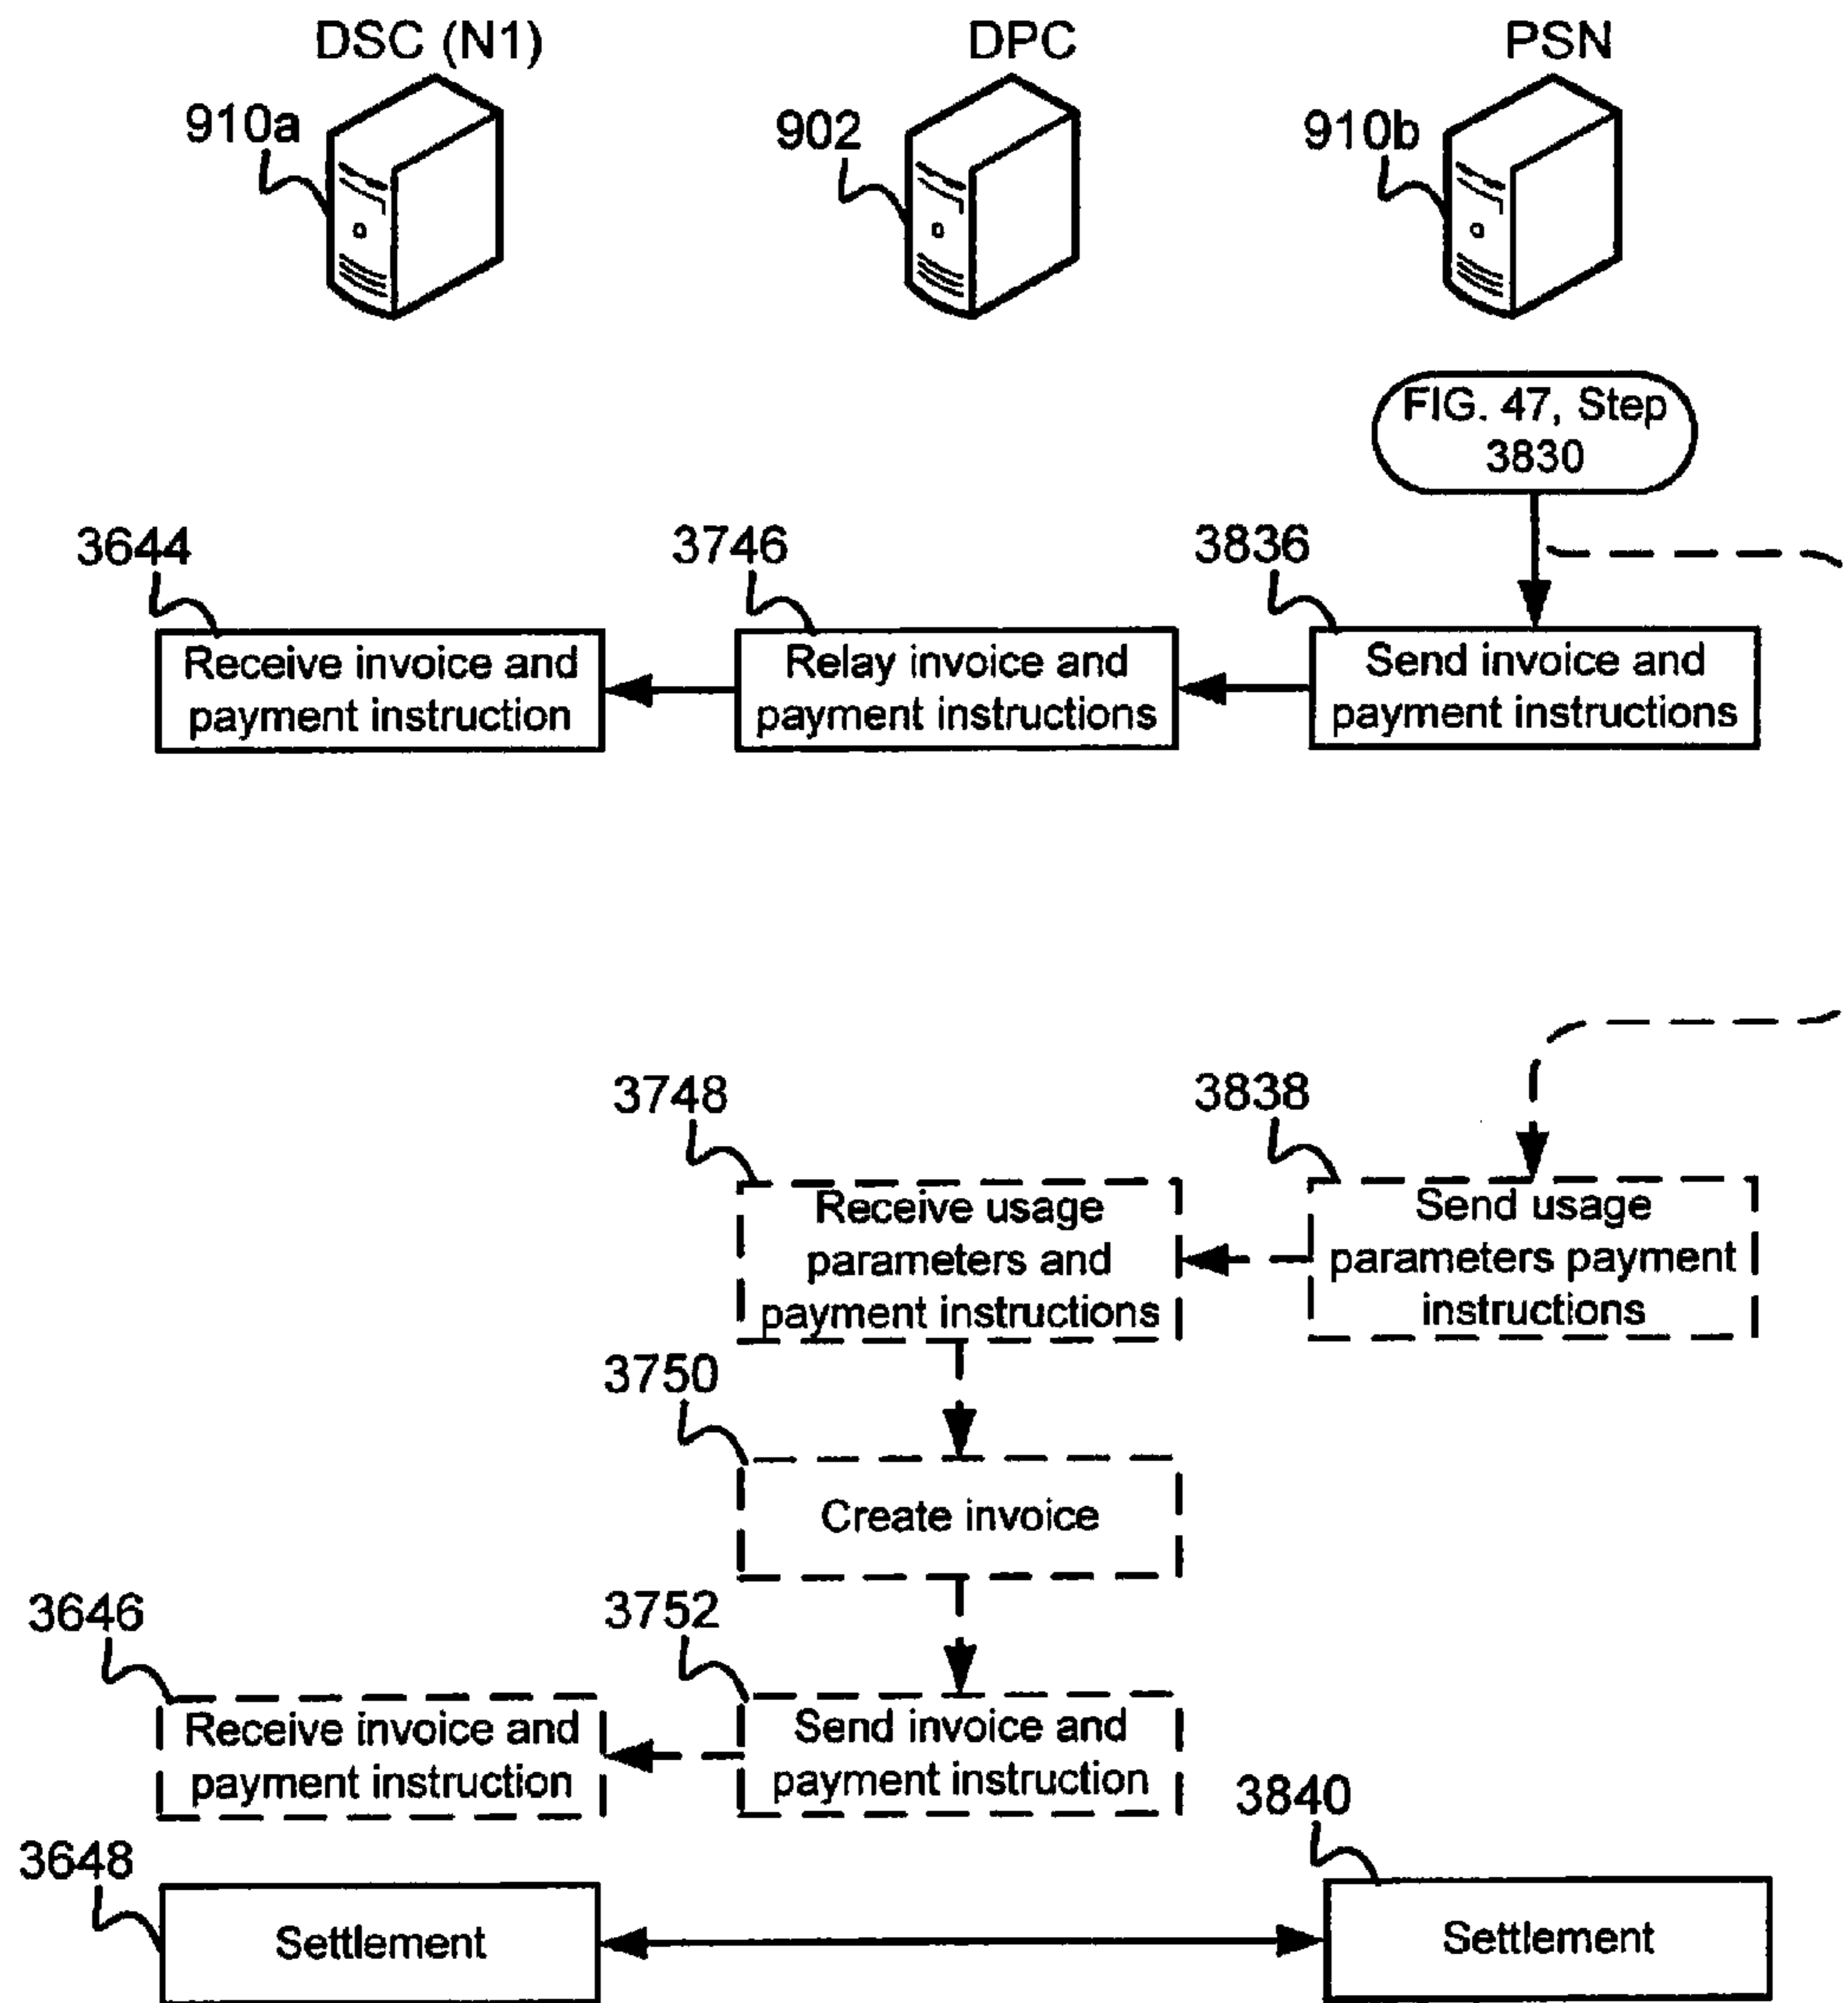 DSC (N1)
DPC
PSN
910a
902
910b
FIG. 47, Step
3830
3644
3746
3836
Receive invoice and
payment instruction
Relay invoice and
payment instructions
Send invoice and
payment instructions
3748
3838
Receive usage
parameters and
payment instructions
Send usage
parameters payment
instructions
3750
Create invoice
3646
3752
Receive invoice and
payment instruction
Send invoice and
payment instruction
3648
3840
Settlement
Settlement